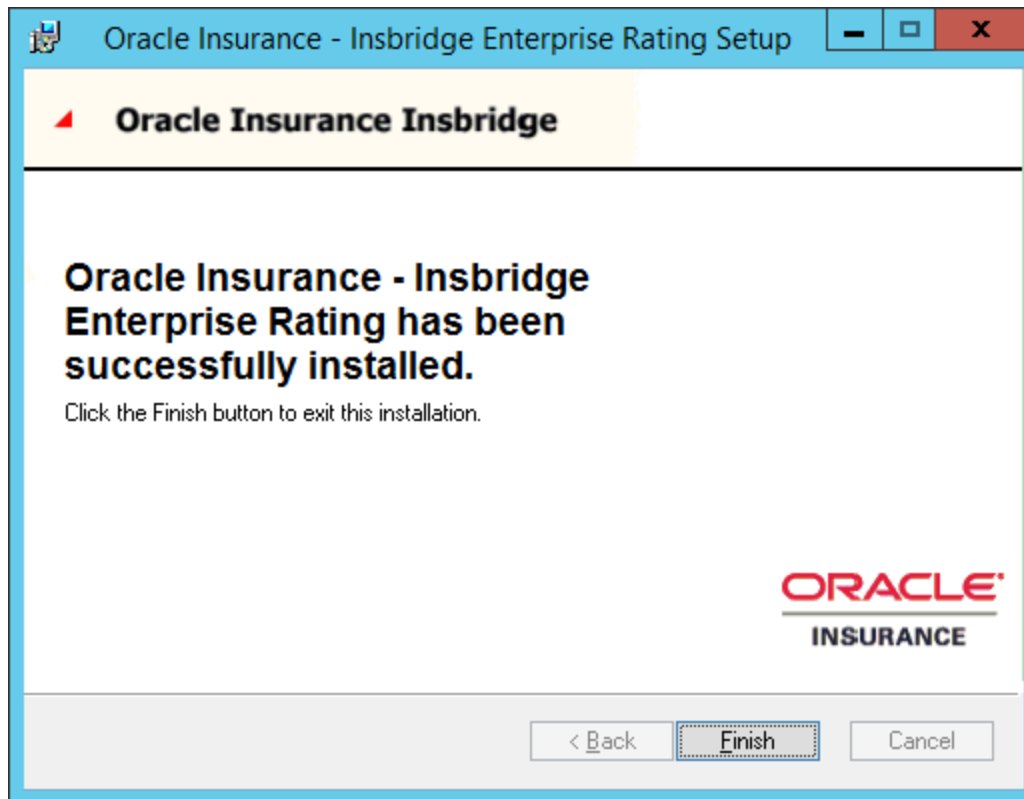 Oracle Insurance - Insbridge Enterprise Rating Setup
Oracle Insurance Insbridge
Oracle Insurance - Insbridge
Enterprise Rating has been
successfully installed.
Click the Finish button to exit this installation.
ORACLE
INSURANCE
< Back Finish Cancel